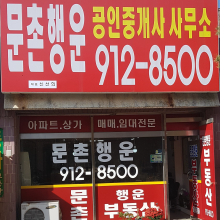 문촌행운
공인중개사 사무소
912-8500
아파트,상가
매매,임대전문
문촌행운
912-8500
문촌
행운
부동산
부동산